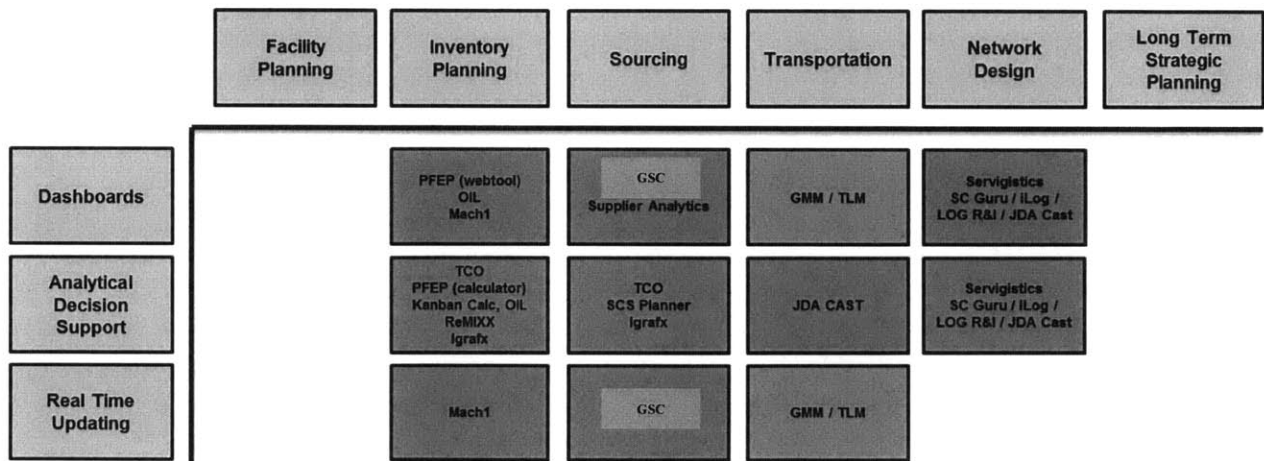 Facility
Planning
Inventory
Planning
Sourcing
Transportation
Network
Design
Long Term
Strategic
Planning
Dashboards
PFEP (webtool)
OIL
Mach1
GSC
Supplier Analytics
GMM / TLM
Servigistics
SC Guru / iLog /
LOG R&I / JDA Cast
Analytical
Decision
Support
TCO
PFEP (calculator)
Kanban Calc, OIL
ReMIXX
Igrafx
TCO
SCS Planner
Igrafx
JDA CAST
Servigistics
SC Guru / iLog /
LOG R&I / JDA Cast
Real Time
Updating
Mach1
GSC
GMM / TLM